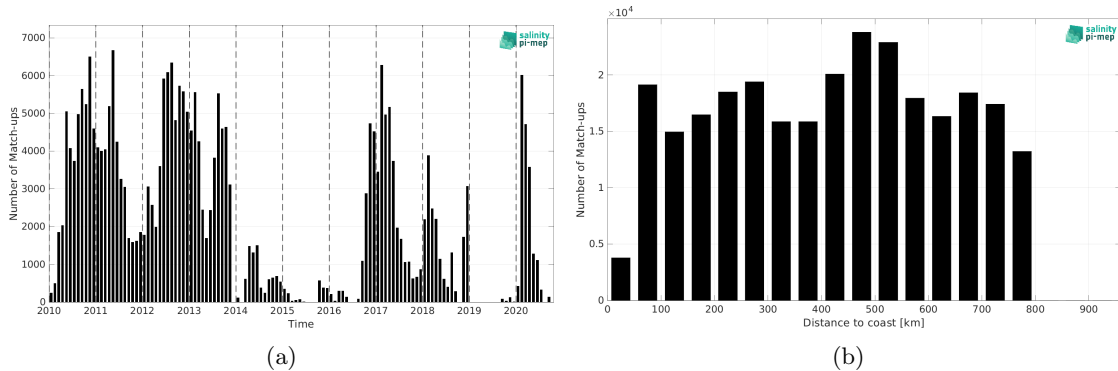 7000
6000
5000
4000
3000
2000
1000
0
Number of Match-ups
2010 2011 2012 2013 2014 2015 2016 2017 2018 2019 2020
Time
salinity
pi-mep
(a)
×10⁴
2
1.5
1
0.5
0
Number of Match-ups
0 100 200 300 400 500 600 700 800 900
Distance to coast [km]
salinity
pi-mep
(b)